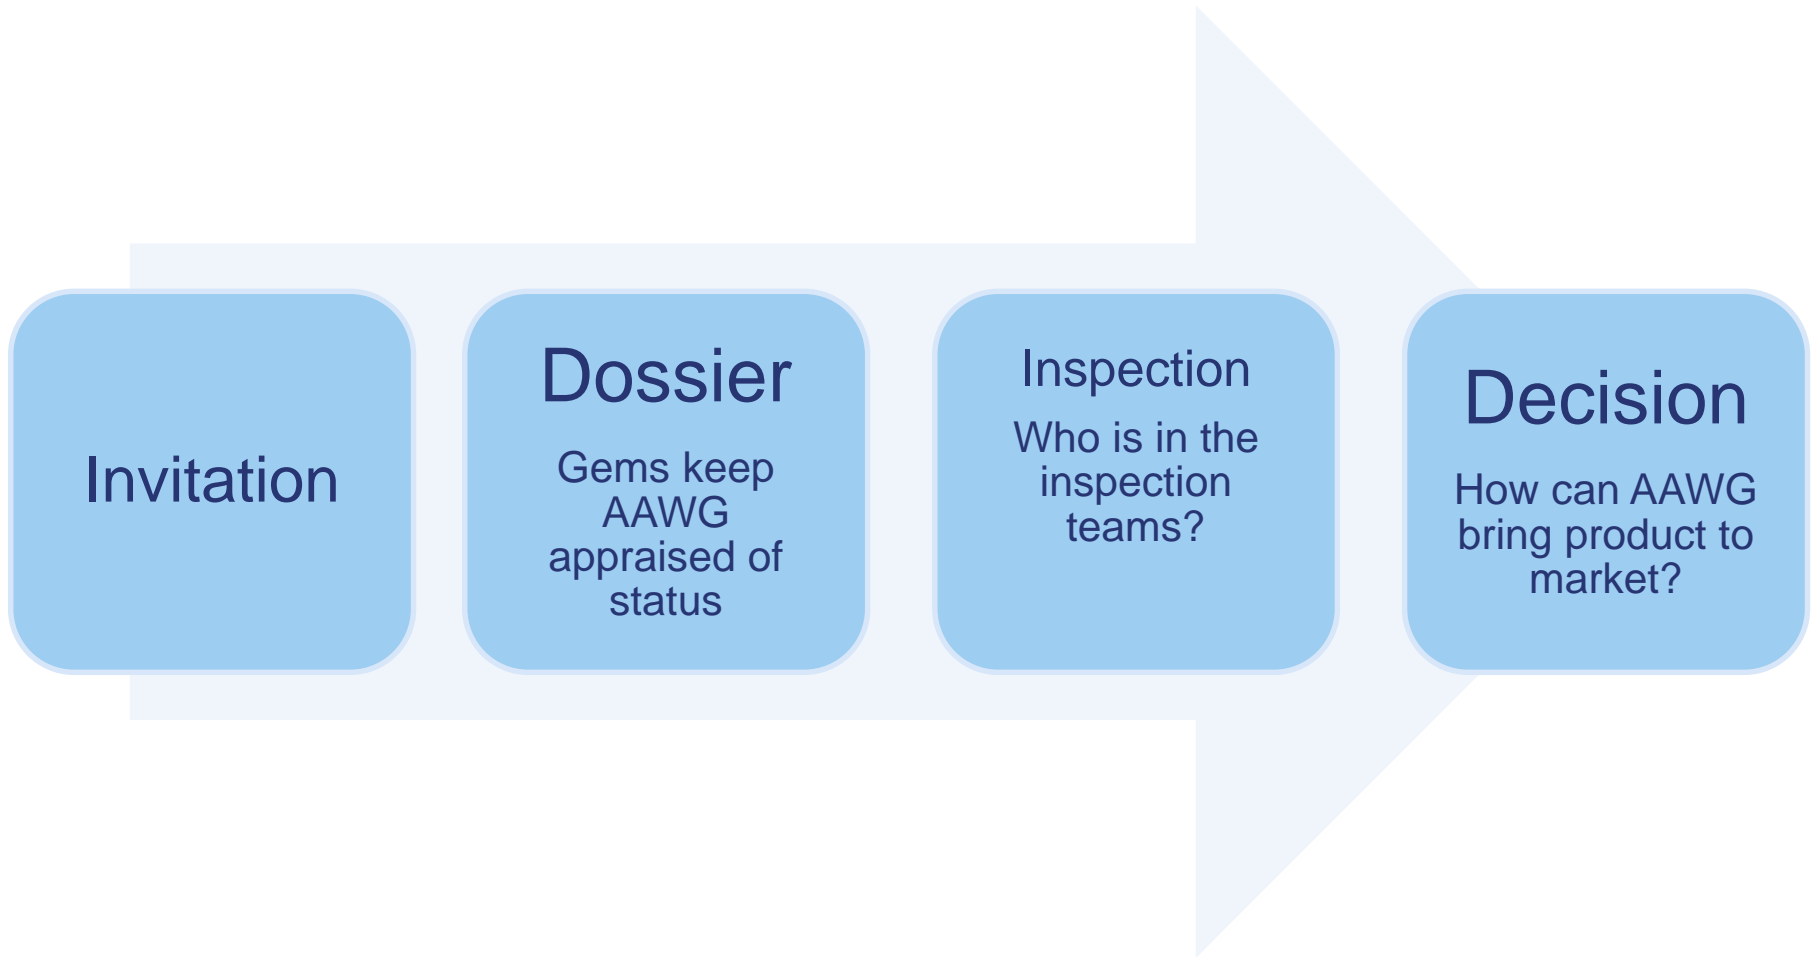 Invitation
Dossier
Gems keep
AAWG
appraised of
status
Inspection
Who is in the
inspection
teams?
Decision
How can AAWG
bring product to
market?